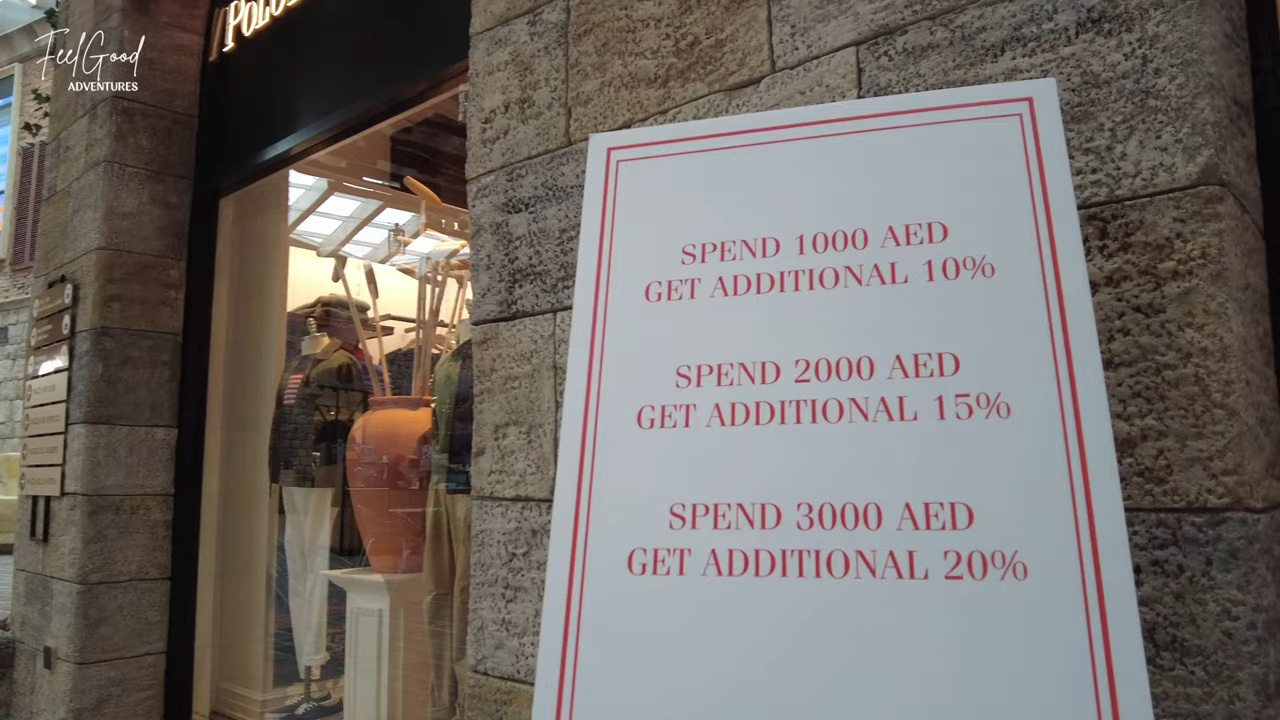 FeelGood
ADVENTURES
SPEND 1000 AED
GET ADDITIONAL 10%
SPEND 2000 AED
GET ADDITIONAL 15%
SPEND 3000 AED
GET ADDITIONAL 20%